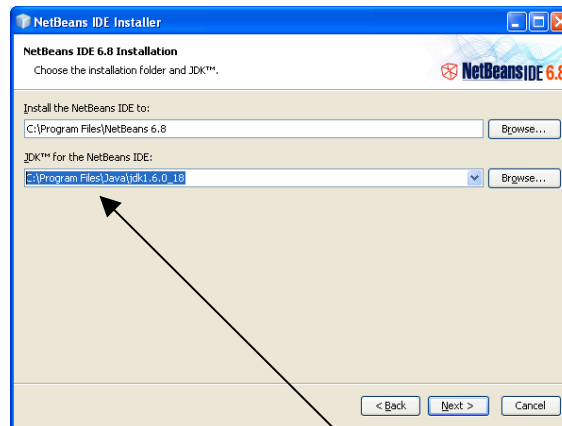 NetBeans IDE Installer
NetBeans IDE 6.8 Installation
Choose the installation folder and JDK™.
NetBeans IDE 6.8
Install the NetBeans IDE to:
C:\Program Files\NetBeans 6.8
Browse...
JDK™ for the NetBeans IDE:
C:\Program Files\Java\jdk1.6.0_18
Browse...
< Back
Next >
Cancel